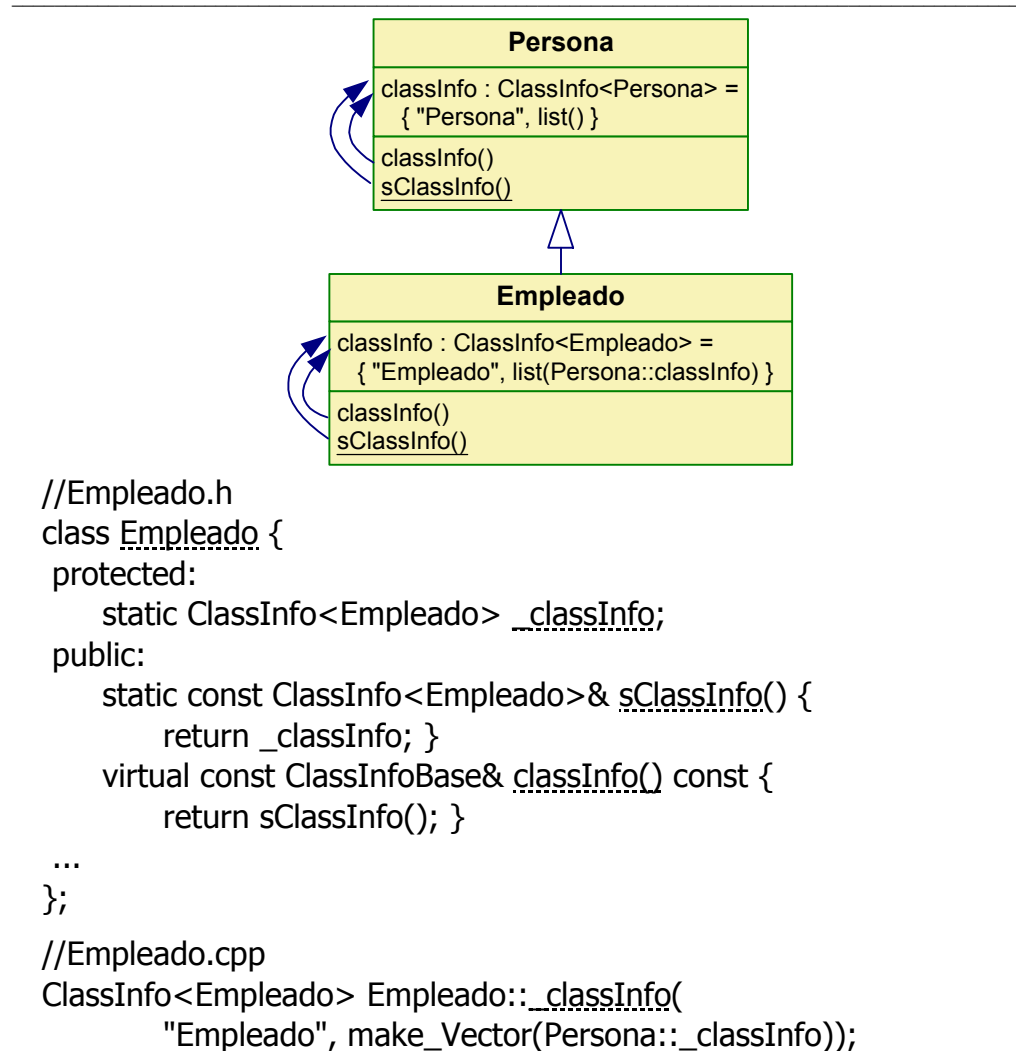 Persona
classInfo : ClassInfo<Persona> =
{ "Persona", list() }
classInfo()
sClassInfo()
Empleado
classInfo : ClassInfo<Empleado> =
{ "Empleado", list(Persona::classInfo) }
classInfo()
sClassInfo()
//Empleado.h
class Empleado {
protected:
static ClassInfo<Empleado> _classInfo;
public:
static const ClassInfo<Empleado>& sClassInfo() {
return _classInfo; }
virtual const ClassInfoBase& classInfo() const {
return sClassInfo(); }
...
};
//Empleado.cpp
ClassInfo<Empleado> Empleado::_classInfo(
"Empleado", make_Vector(Persona::_classInfo));